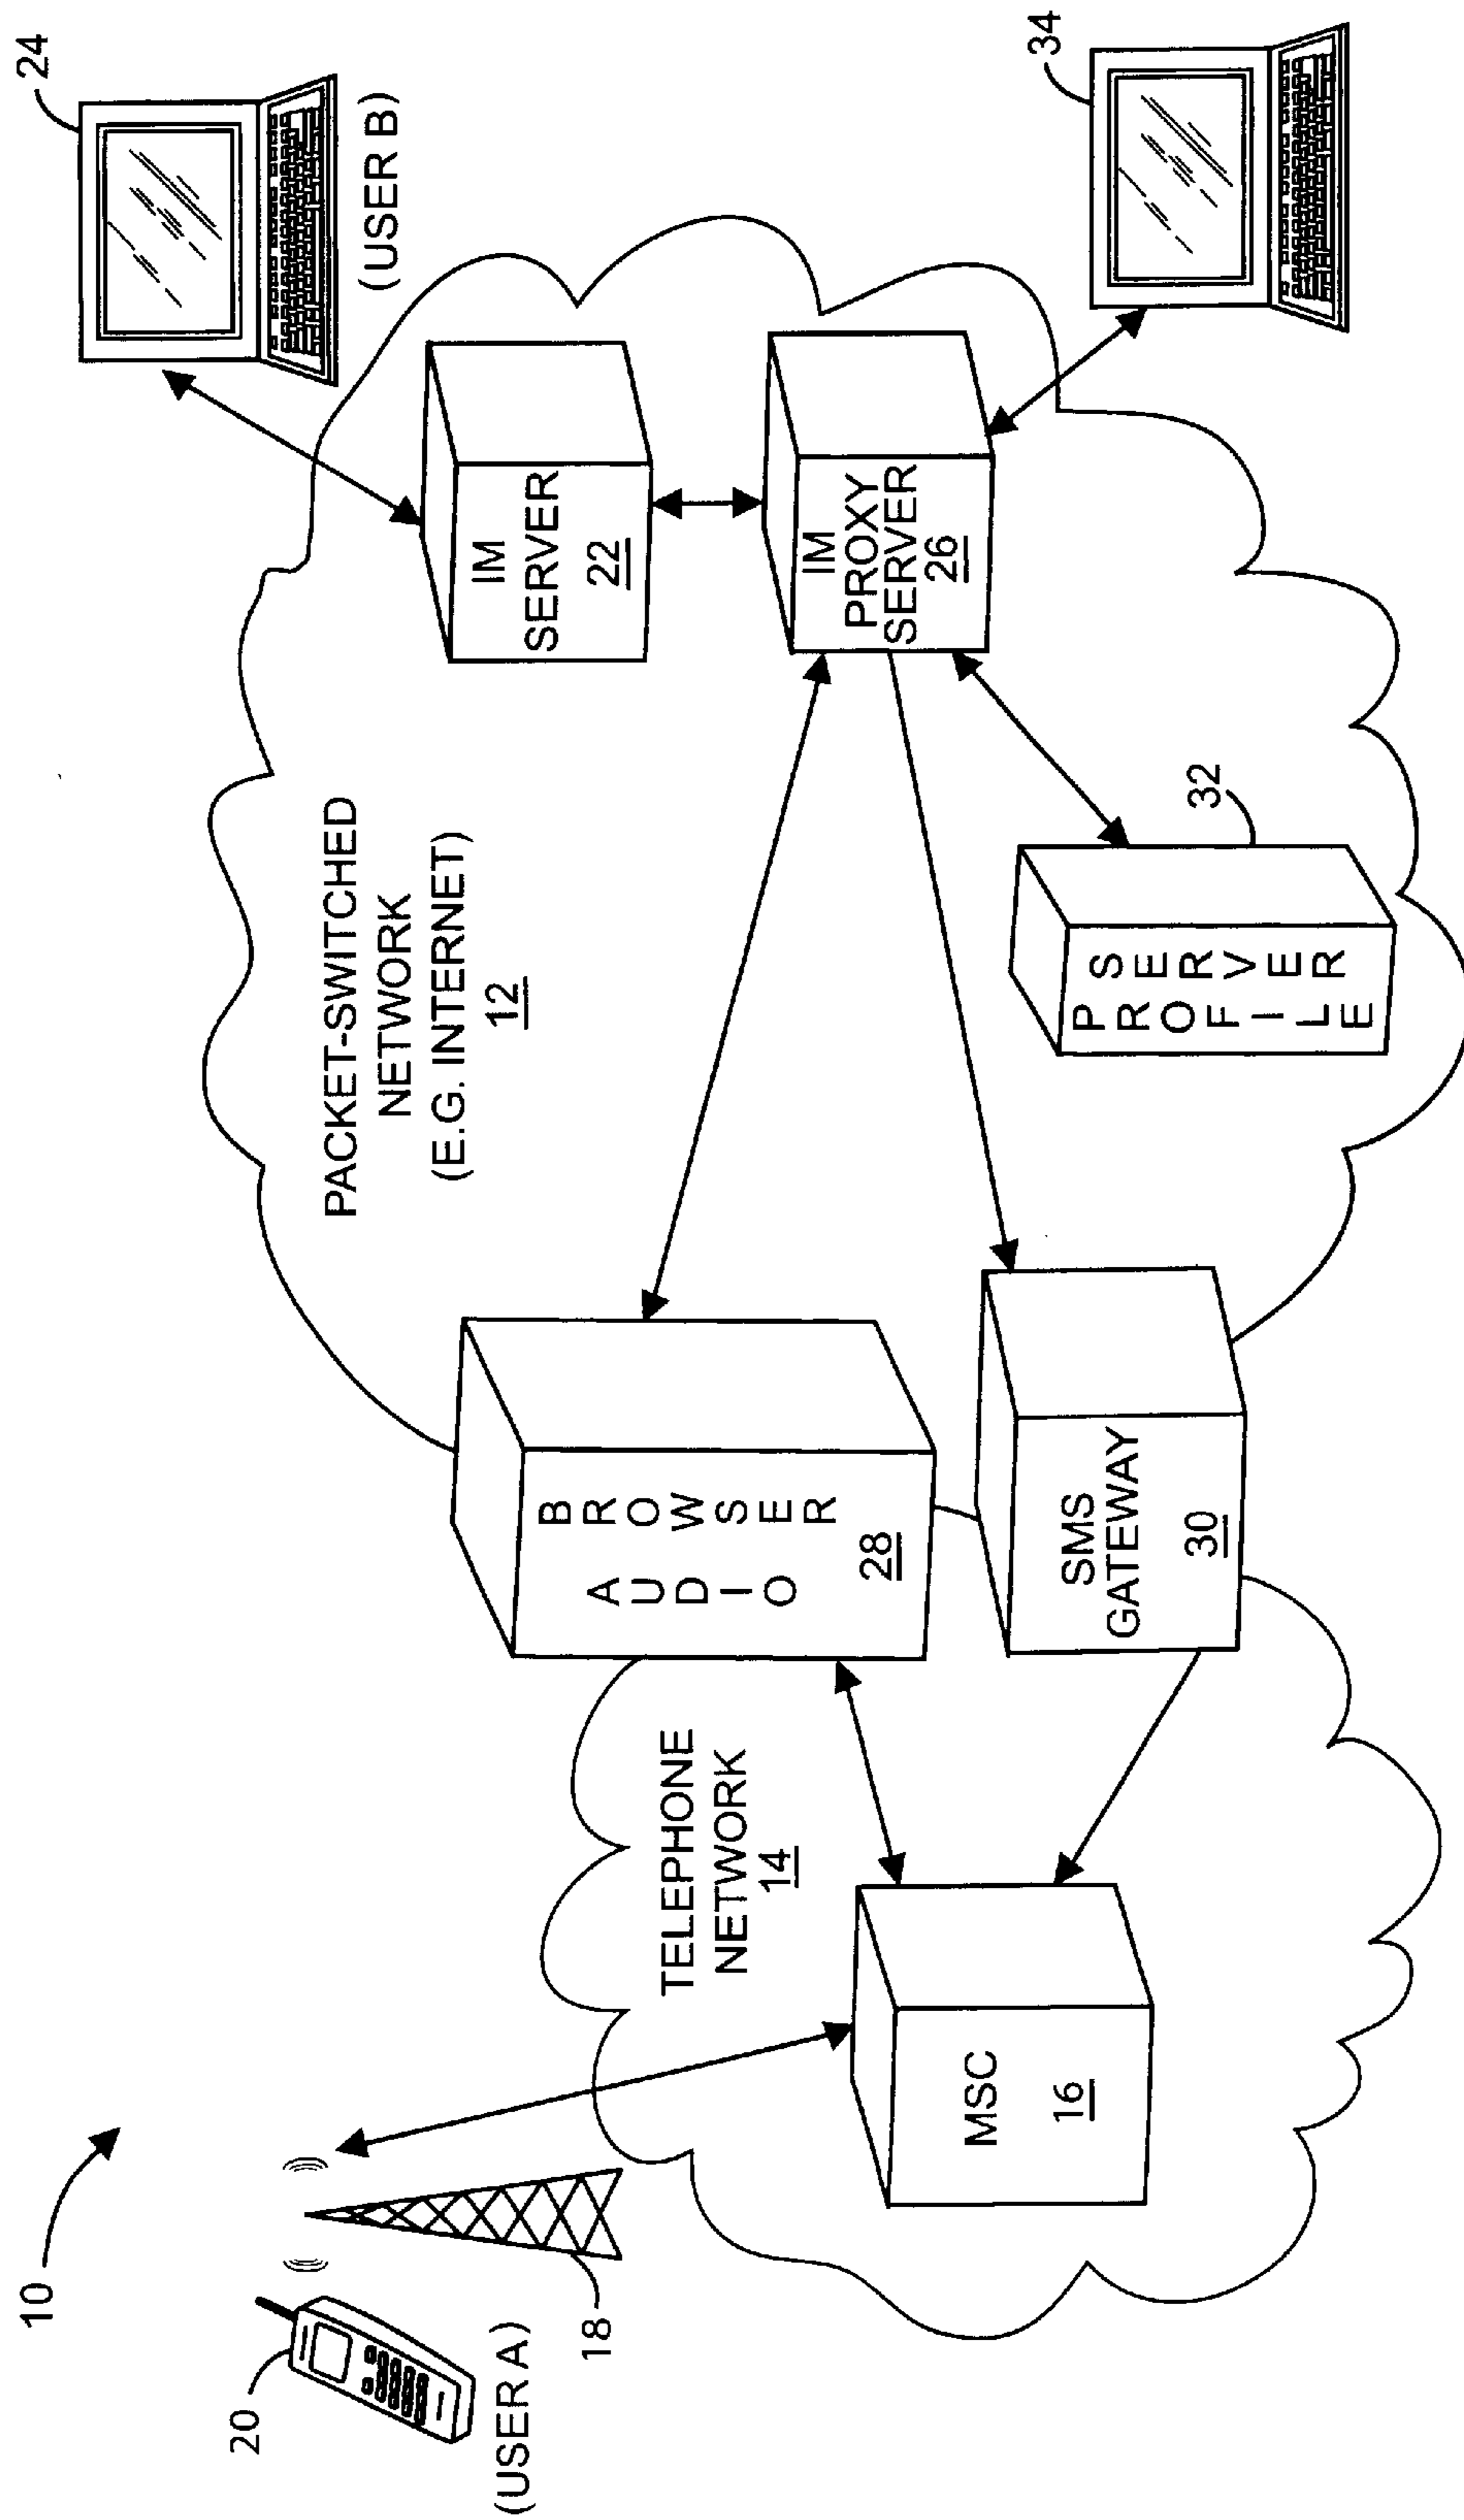 10
20
(USER A)
18
MSC
16
TELEPHONE
NETWORK
14
AUDIO
BROWSER
28
SMS
GATEWAY
30
PACKET-SWITCHED
NETWORK
(E.G. INTERNET)
12
PROFILE
SERVER
32
IM
SERVER
22
IM
PROXY
SERVER
26
24
(USER B)
34